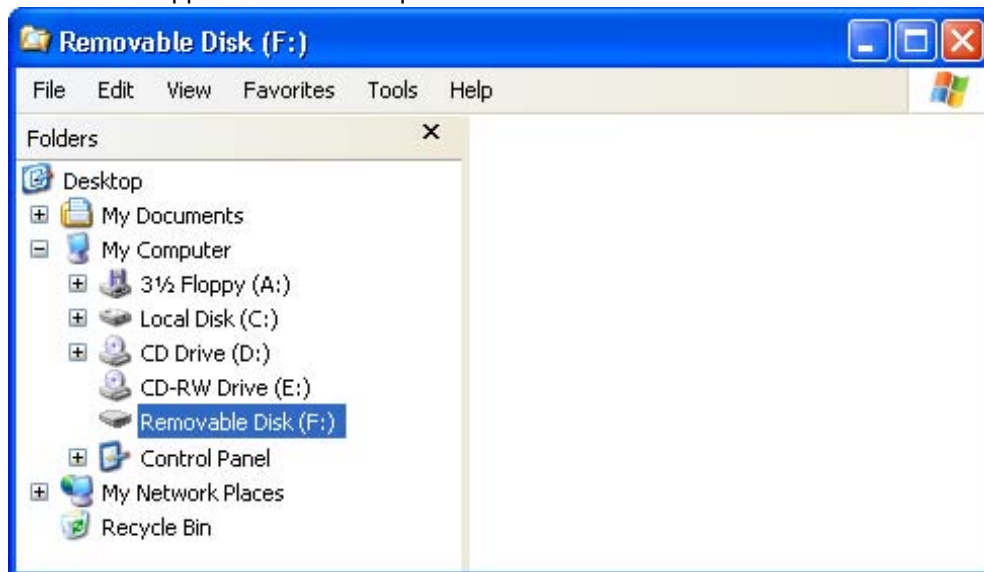 Removable Disk (F:)
File Edit View Favorites Tools Help
Folders
Desktop
My Documents
My Computer
3½ Floppy (A:)
Local Disk (C:)
CD Drive (D:)
CD-RW Drive (E:)
Removable Disk (F:)
Control Panel
My Network Places
Recycle Bin